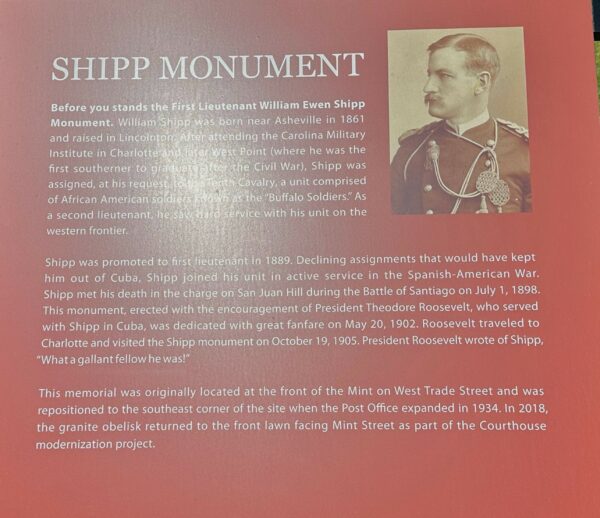 SHIPP MONUMENT
Before you stands the First Lieutenant William Ewen Shipp
Monument. William Shipp was born near Asheville in 1861
and raised in Lincolnton. After attending the Carolina Military
Institute in Charlotte and later West Point (where he was the
first southerner to graduate after the Civil War), Shipp was
assigned, at his request, to the Tenth Cavalry, a unit comprised
of African American soldiers known as the “Buffalo Soldiers.” As
a second lieutenant, he saw hard service with his unit on the
western frontier.
Shipp was promoted to first lieutenant in 1889. Declining assignments that would have kept
him out of Cuba, Shipp joined his unit in active service in the Spanish-American War.
Shipp met his death in the charge on San Juan Hill during the Battle of Santiago on July 1, 1898.
This monument, erected with the encouragement of President Theodore Roosevelt, who served
with Shipp in Cuba, was dedicated with great fanfare on May 20, 1902. Roosevelt traveled to
Charlotte and visited the Shipp monument on October 19, 1905. President Roosevelt wrote of Shipp,
“What a gallant fellow he was!”
This memorial was originally located at the front of the Mint on West Trade Street and was
repositioned to the southeast corner of the site when the Post Office expanded in 1934. In 2018,
the granite obelisk returned to the front lawn facing Mint Street as part of the Courthouse
modernization project.